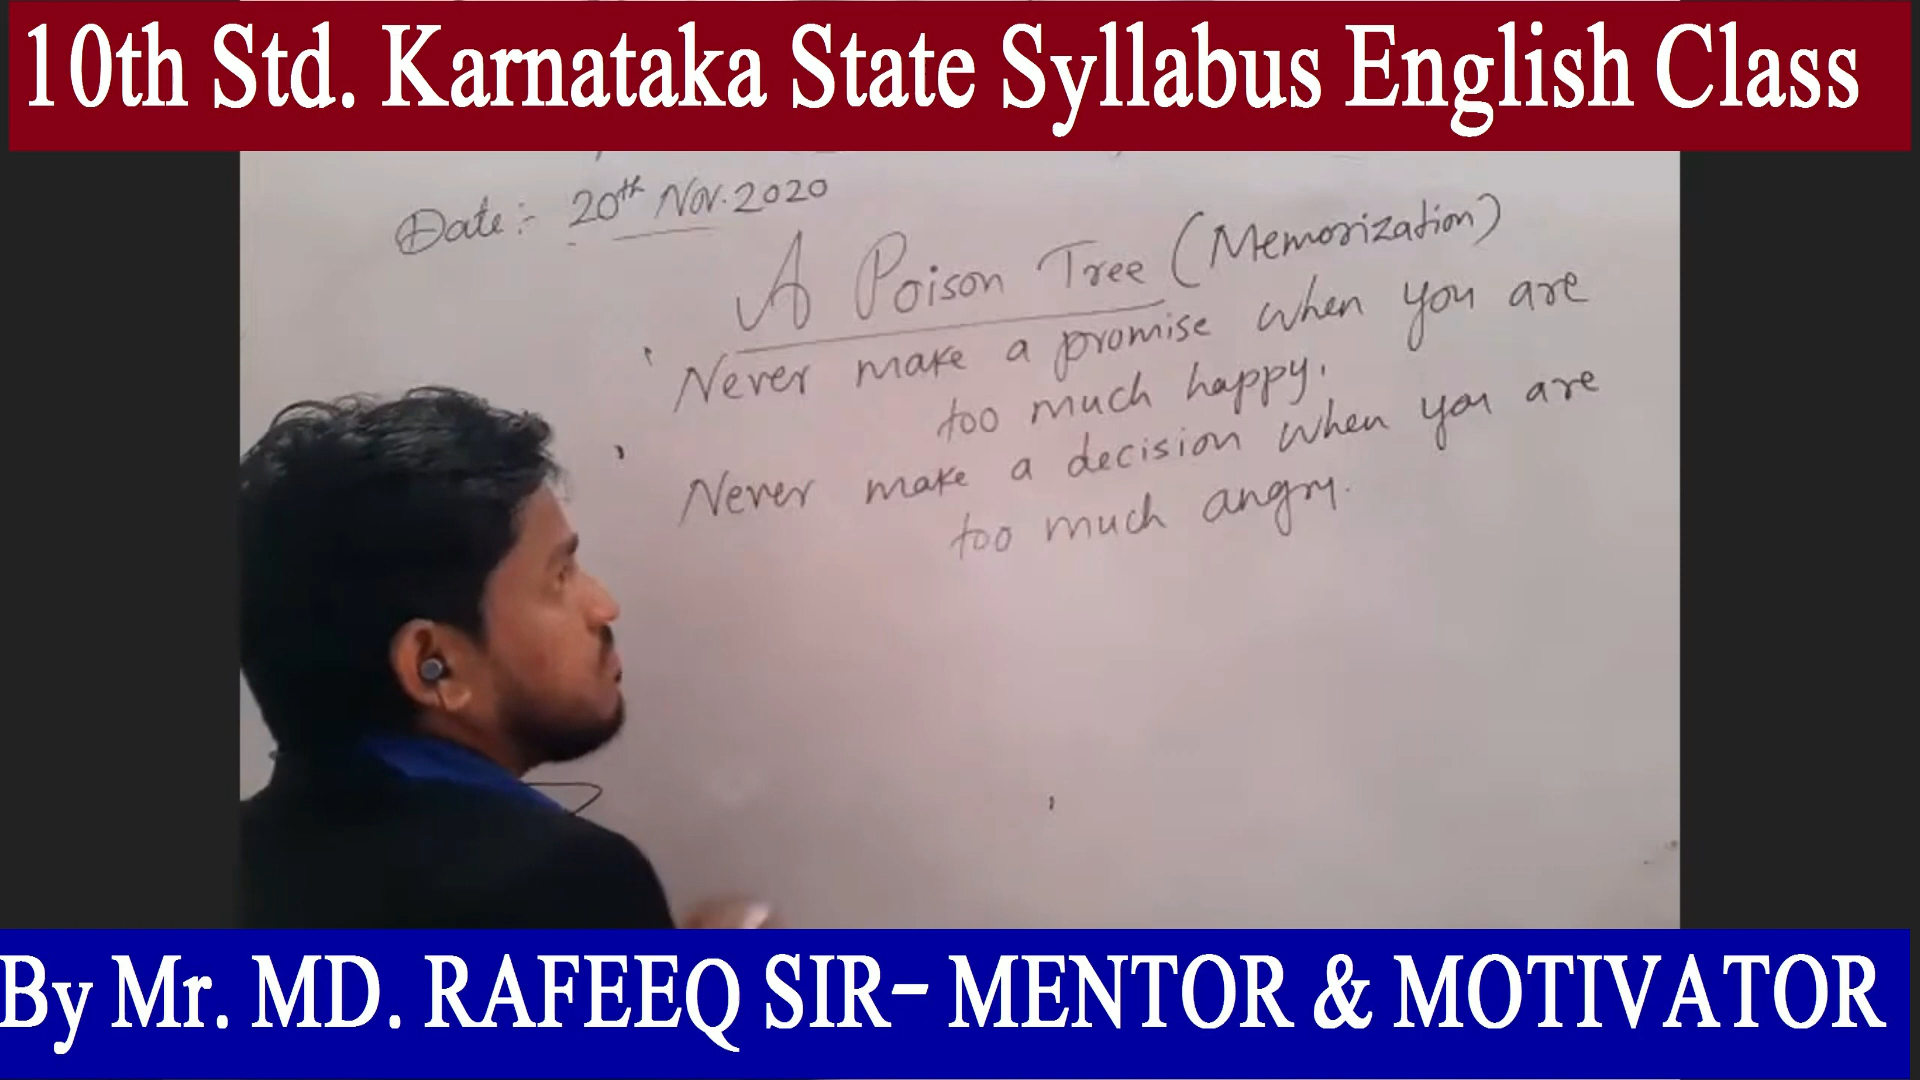 10th Std. Karnataka State Syllabus English Class
Date:- 20th Nov. 2020
A Poison Tree (Memorization)
Never make a promise when you are
too much happy.
Never make a decision when you are
too much angry.
By Mr. MD. RAFEEQ SIR- MENTOR & MOTIVATOR